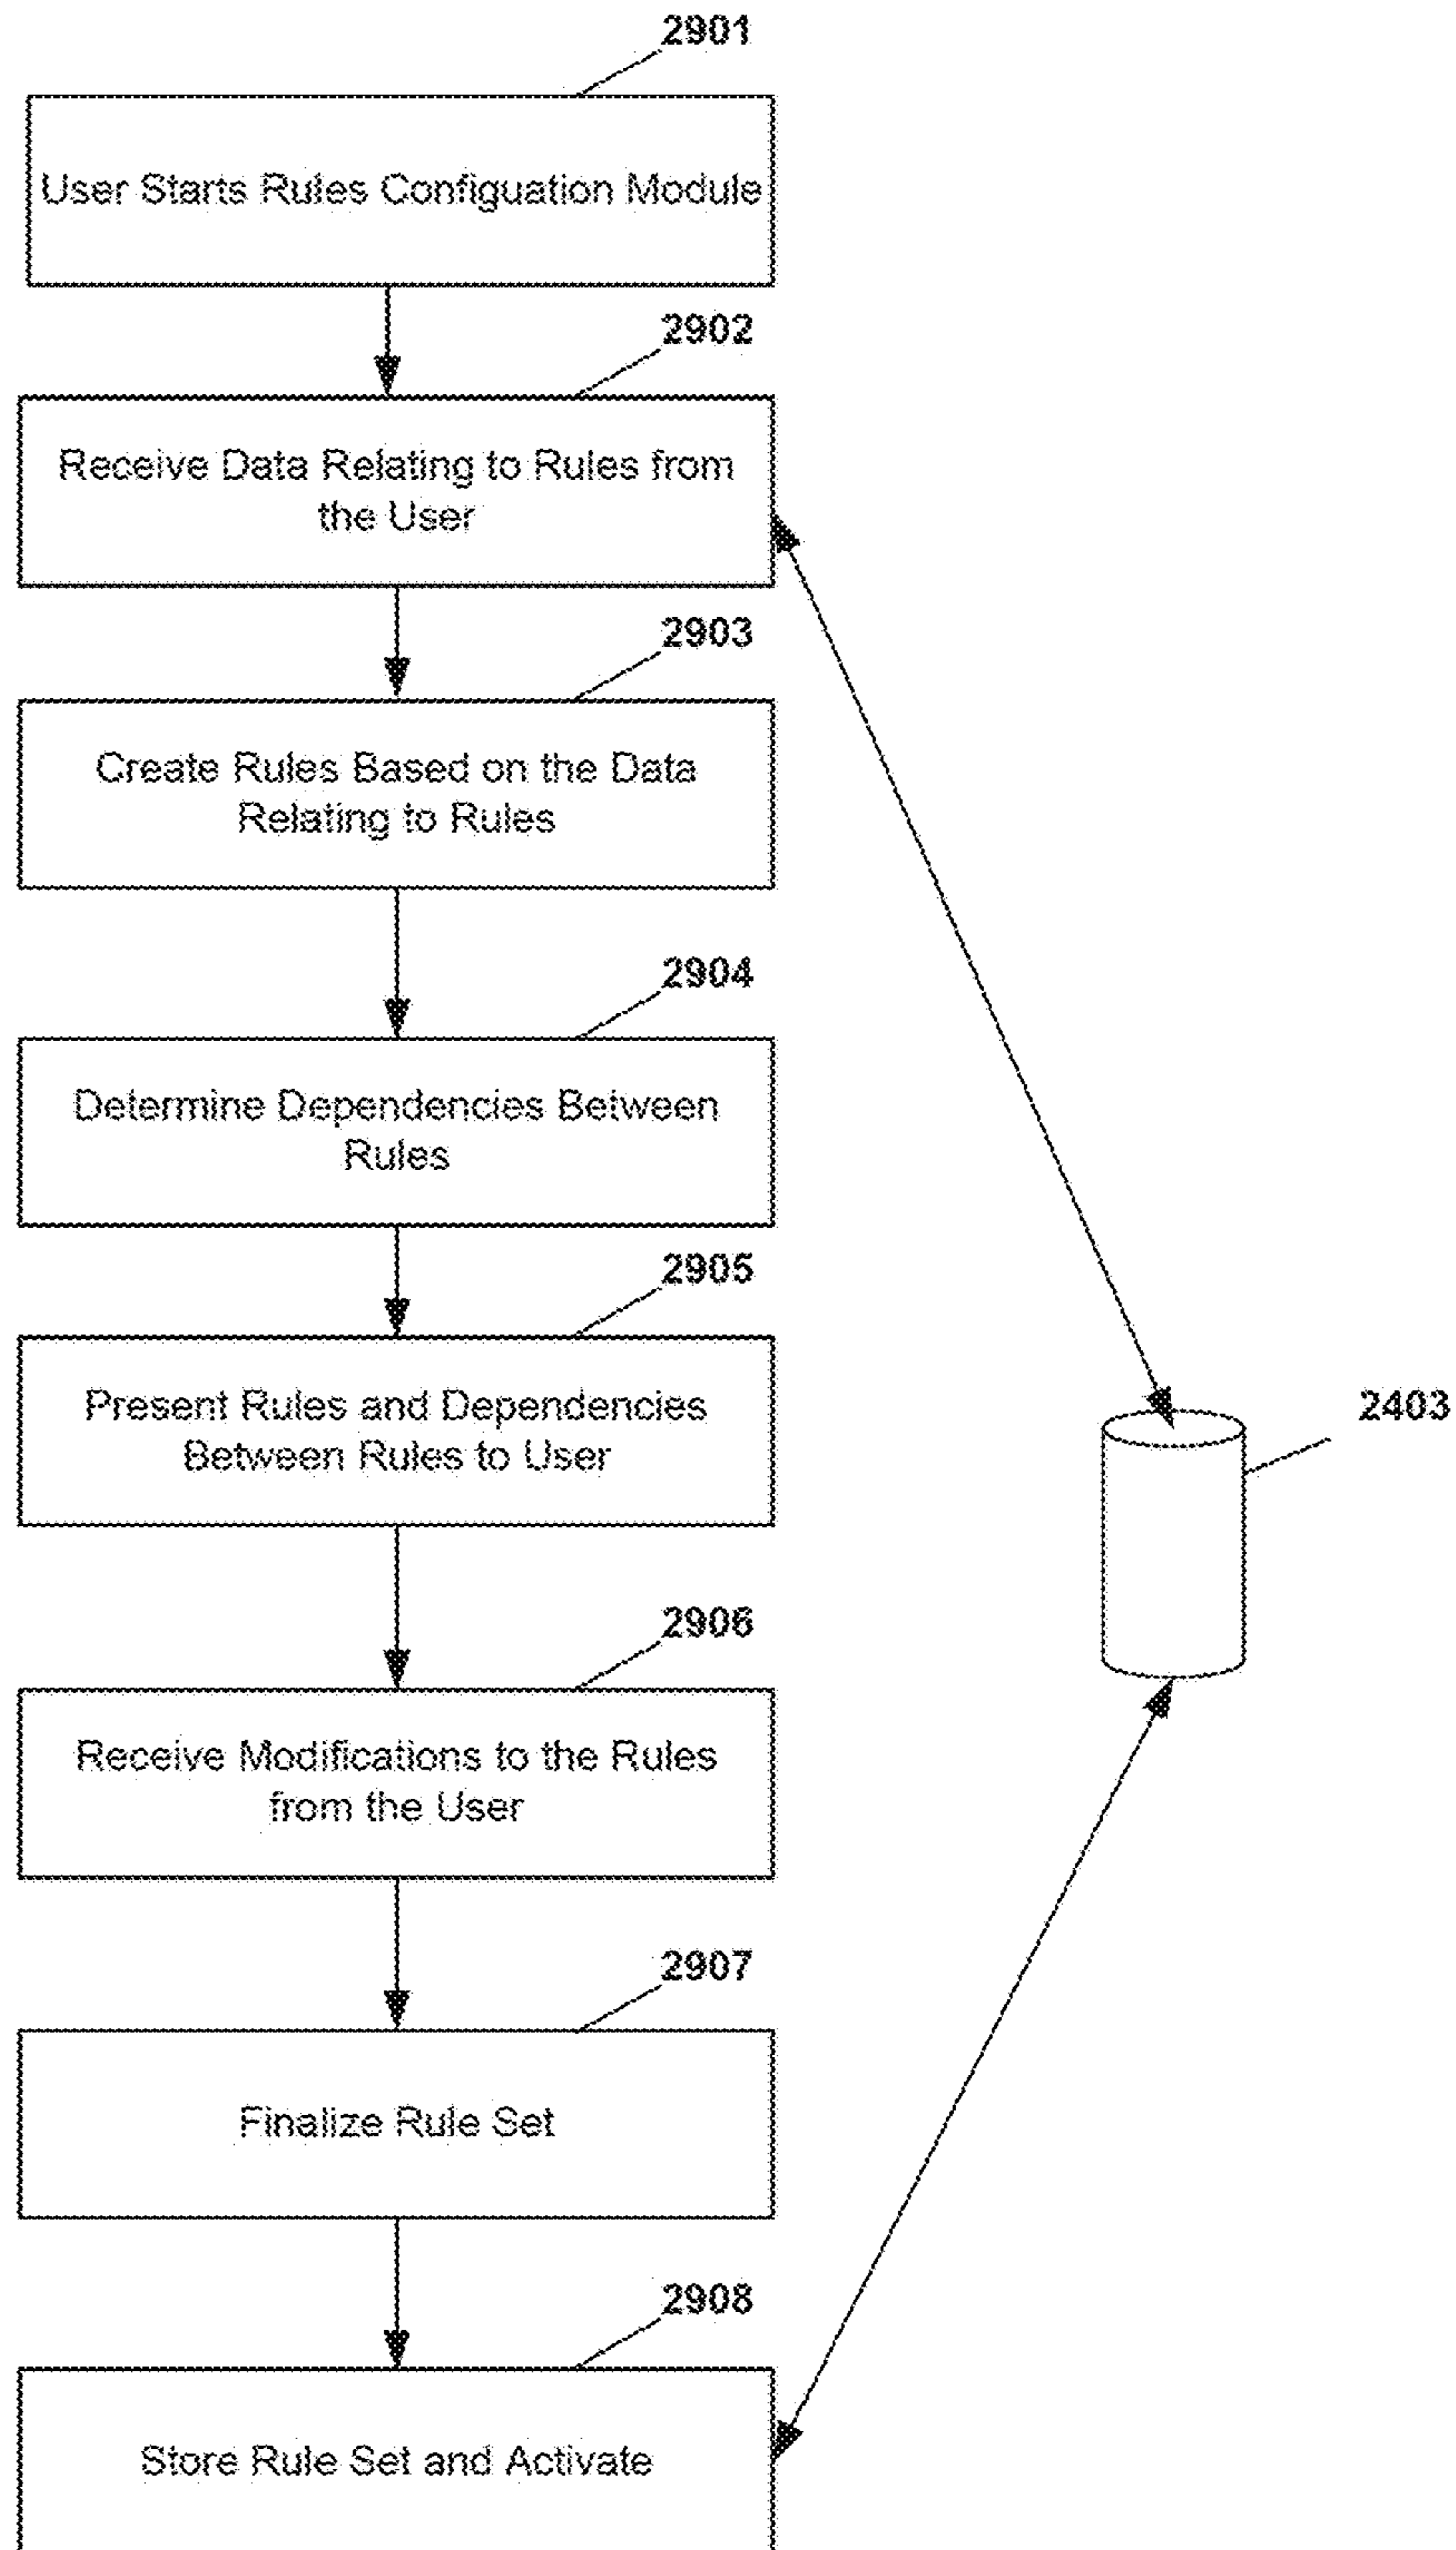 2901
User Starts Rules Configuation Module
2902
Receive Data Relating to Rules from
the User
2903
Create Rules Based on the Data
Relating to Rules
2904
Determine Dependencies Between
Rules
2905
Present Rules and Dependencies
Between Rules to User
2403
2906
Receive Modifications to the Rules
from the User
2907
Finalize Rule Set
2908
Store Rule Set and Activate